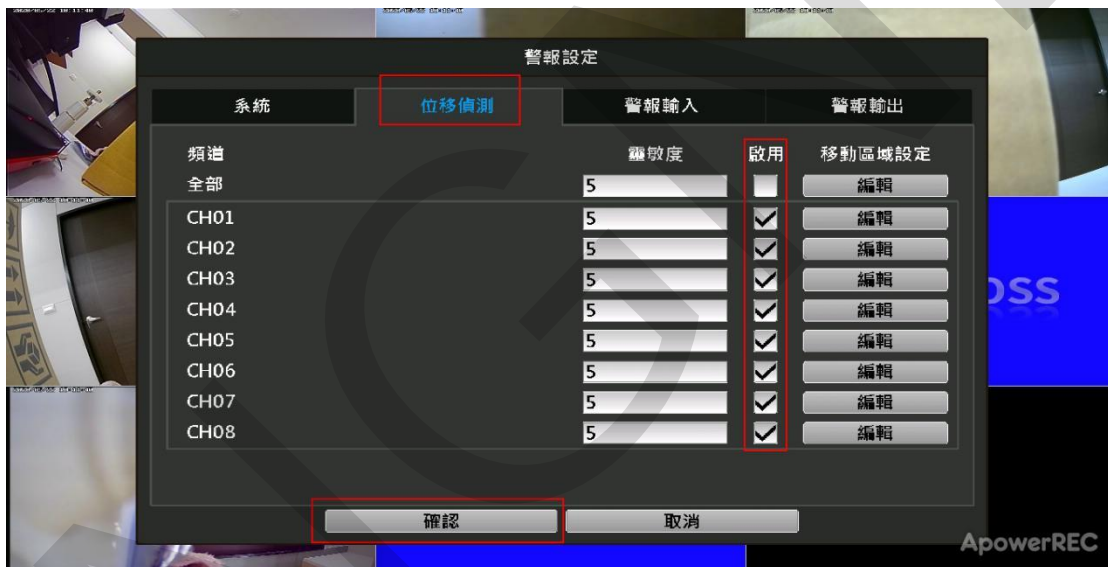 警報設定
系統 位移偵測 警報輸入 警報輸出
頻道 靈敏度 啟用 移動區域設定
全部 5 編輯
CH01 5 編輯
CH02 5 編輯
CH03 5 編輯
CH04 5 編輯
CH05 5 編輯
CH06 5 編輯
CH07 5 編輯
CH08 5 編輯
確認 取消
ApowerREC